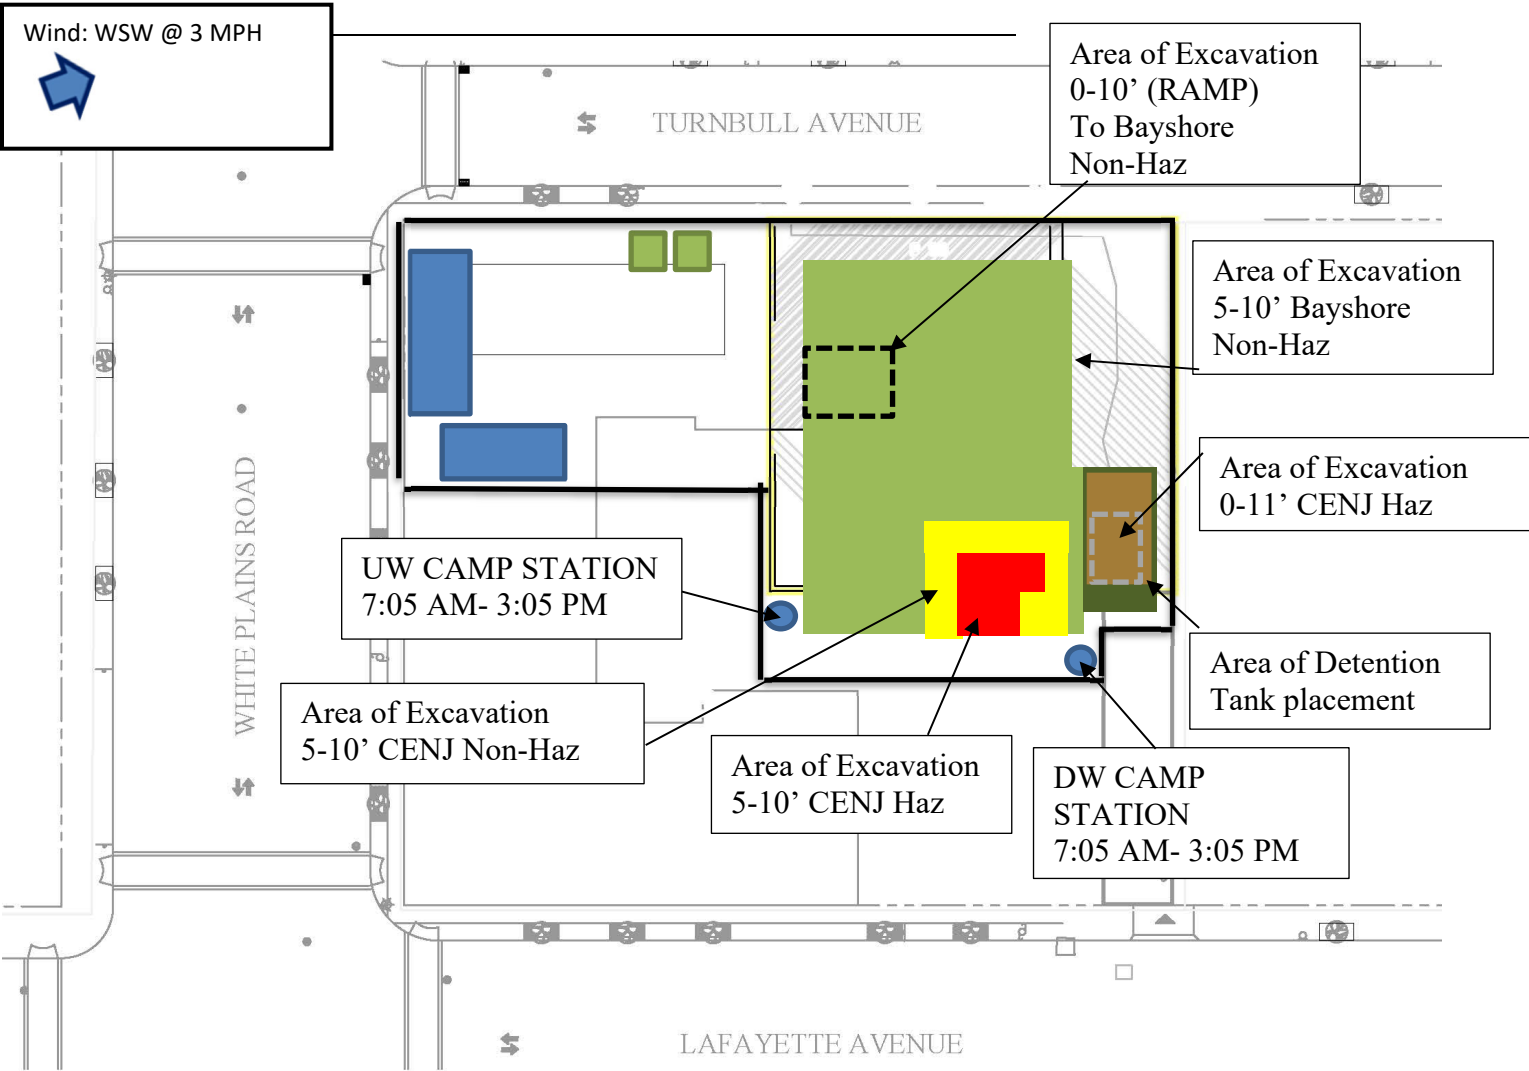 Wind: WSW @ 3 MPH
Area of Excavation
0-10’ (RAMP)
To Bayshore
Non-Haz
TURNBULL AVENUE
Area of Excavation
5-10’ Bayshore
Non-Haz
Area of Excavation
0-11’ CENJ Haz
WHITE PLAINS ROAD
UW CAMP STATION
7:05 AM- 3:05 PM
Area of Detention
Tank placement
Area of Excavation
5-10’ CENJ Non-Haz
Area of Excavation
5-10’ CENJ Haz
DW CAMP
STATION
7:05 AM- 3:05 PM
LAFAYETTE AVENUE